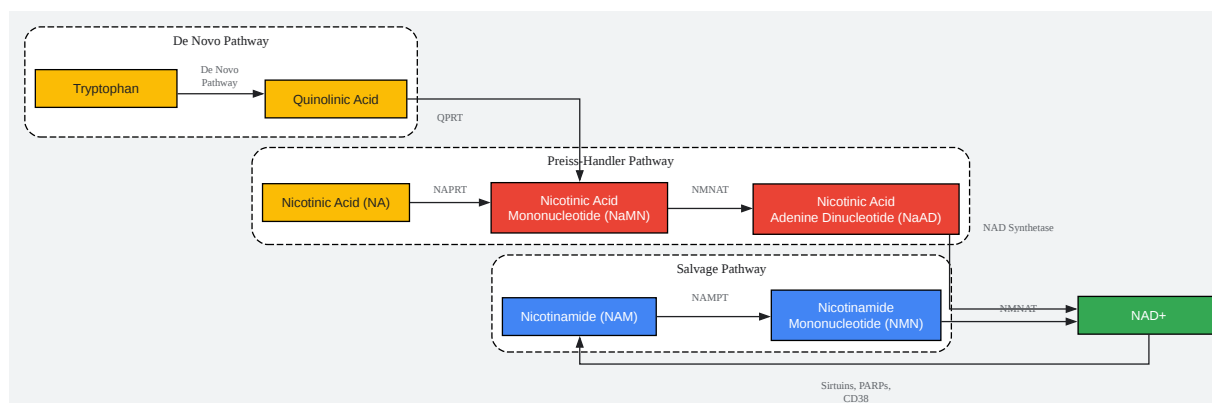 De Novo Pathway
Tryptophan
De Novo
Pathway
Quinolinic Acid
QPRT
Preiss-Handler Pathway
Nicotinic Acid (NA)
NAPRT
Nicotinic Acid
Mononucleotide (NaMN)
NMNAT
Nicotinic Acid
Adenine Dinucleotide (NaAD)
NAD Synthetase
Salvage Pathway
Nicotinamide (NAM)
NAMPT
Nicotinamide
Mononucleotide (NMN)
NMNAT
NAD+
Sirtuins, PARPs,
CD38